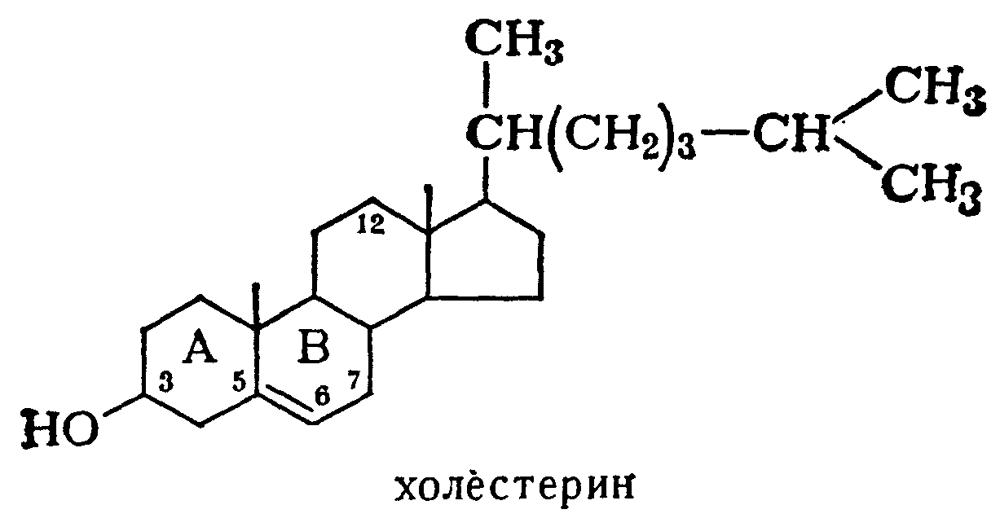 CH₃
CH(CH₂)₃—CH
CH₃
CH₃
12
A
B
3
5
6
7
HO
холестерин